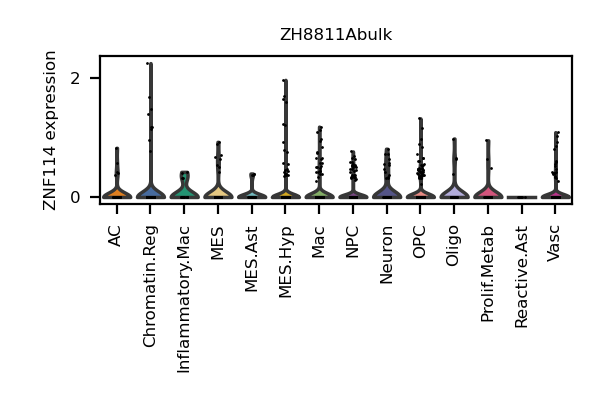 ZH8811Abulk
ZNF114 expression
2
0
AC
Chromatin.Reg
Inflammatory.Mac
MES
MES.Ast
MES.Hyp
Mac
NPC
Neuron
OPC
Oligo
Prolif.Metab
Reactive.Ast
Vasc